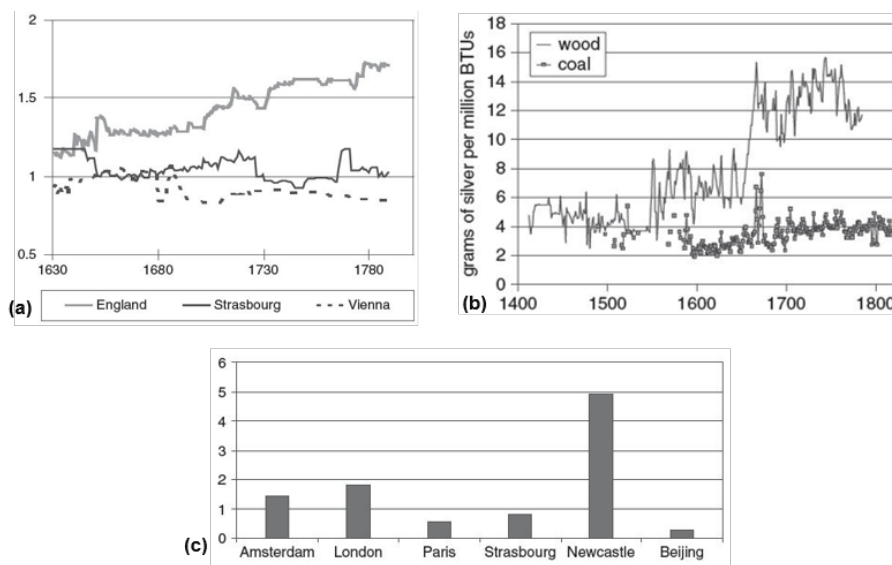 2
1.5
1
0.5
1630 1680 1730 1780
(a) England Strasbourg Vienna
18
16
14
12
10
8
6
4
2
0
grams of silver per million BTUs
wood
coal
1400 1500 1600 1700 1800
(b)
6
5
4
3
2
1
0
Amsterdam London Paris Strasbourg Newcastle Beijing
(c)